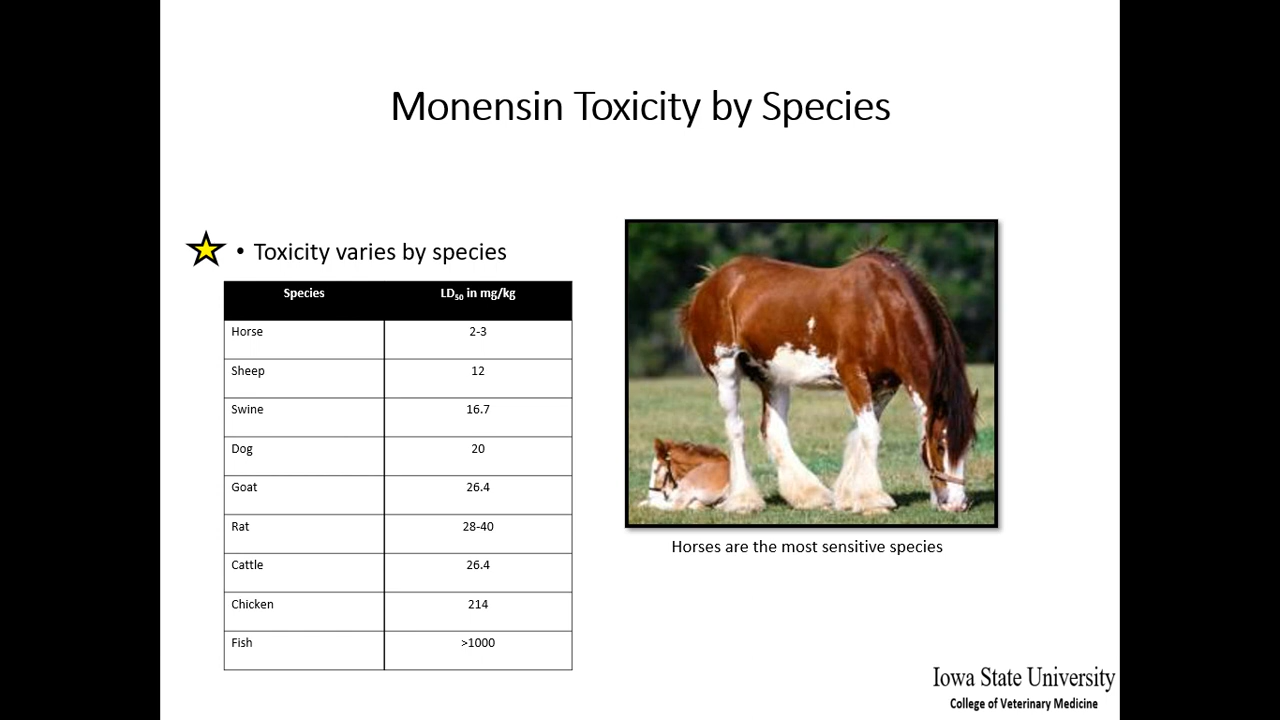 Monensin Toxicity by Species
• Toxicity varies by species
Species LD₅₀ in mg/kg
Horse 2-3
Sheep 12
Swine 16.7
Dog 20
Goat 26.4
Rat 28-40
Cattle 26.4
Chicken 214
Fish >1000
Horses are the most sensitive species
Iowa State University
College of Veterinary Medicine